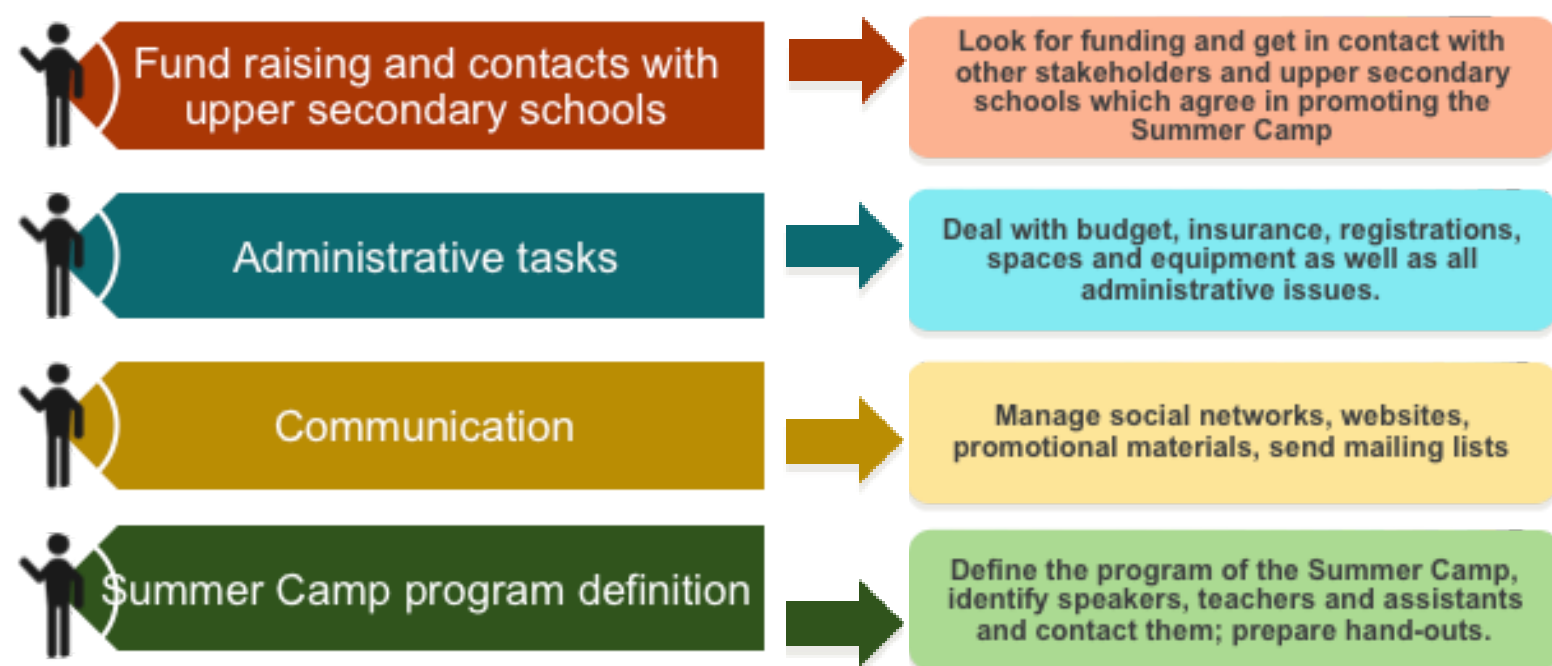 Fund raising and contacts with
upper secondary schools
Look for funding and get in contact with
other stakeholders and upper secondary
schools which agree in promoting the
Summer Camp
Administrative tasks
Deal with budget, insurance, registrations,
spaces and equipment as well as all
administrative issues.
Communication
Manage social networks, websites,
promotional materials, send mailing lists
Summer Camp program definition
Define the program of the Summer Camp,
identify speakers, teachers and assistants
and contact them; prepare hand-outs.